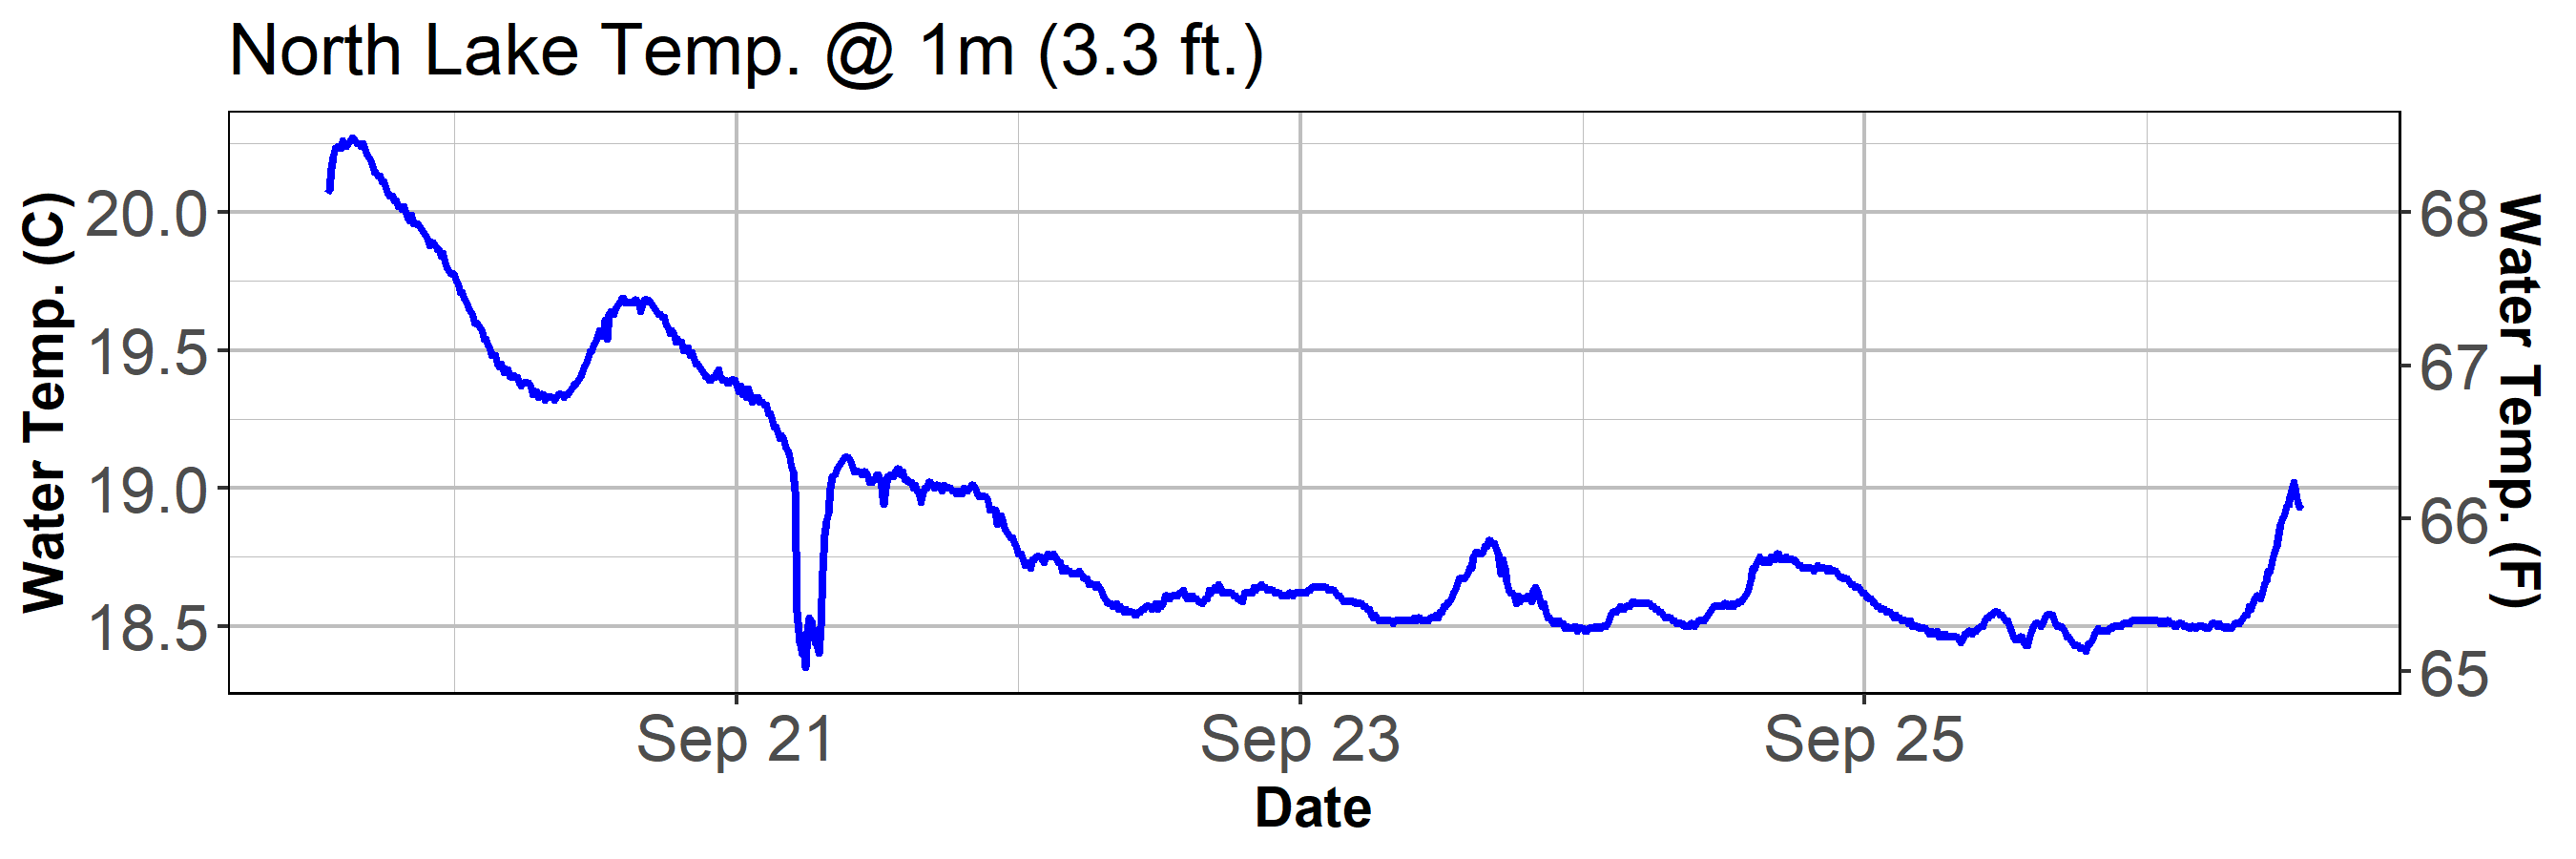 North Lake Temp. @ 1m (3.3 ft.)
Water Temp. (C)
20.0
19.5
19.0
18.5
68
67
66
65
Water Temp. (F)
Sep 21
Sep 23
Sep 25
Date